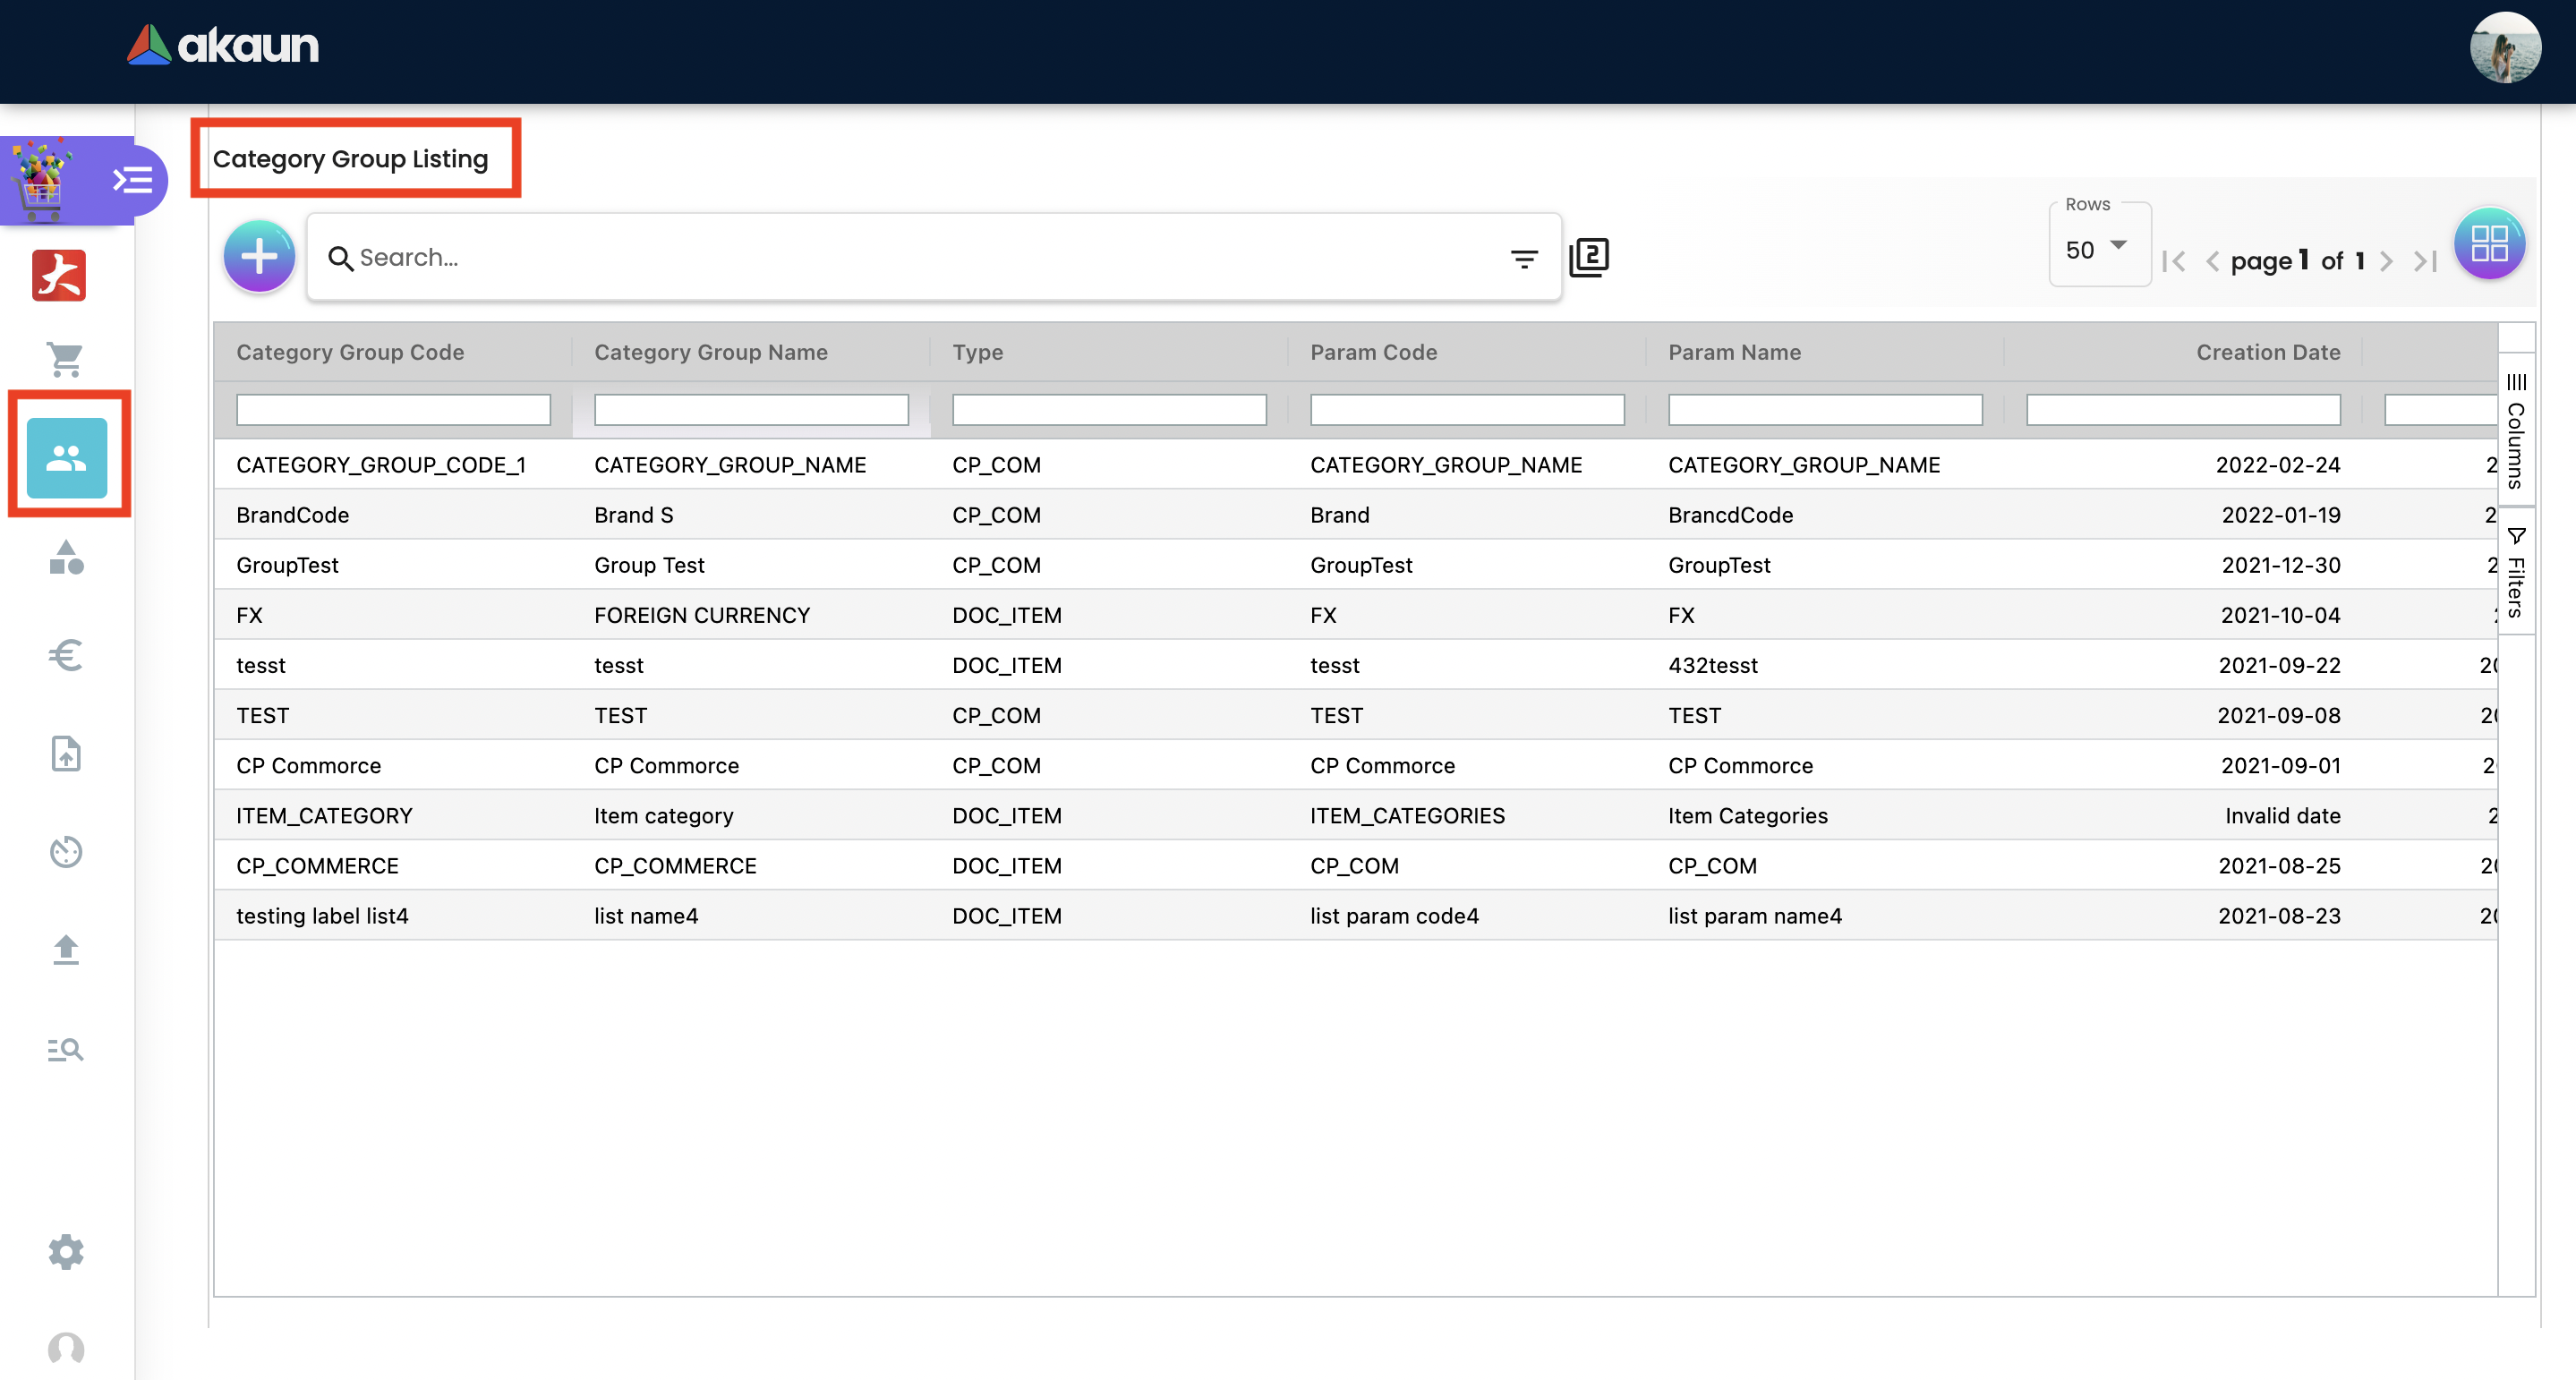 akaun
Category Group Listing
Search...
2
Rows
50
page 1 of 1
Category Group Code Category Group Name Type Param Code Param Name Creation Date
CATEGORY_GROUP_CODE_1 CATEGORY_GROUP_NAME CP_COM CATEGORY_GROUP_NAME CATEGORY_GROUP_NAME 2022-02-24
BrandCode Brand S CP_COM Brand BrancdCode 2022-01-19
GroupTest Group Test CP_COM GroupTest GroupTest 2021-12-30
FX FOREIGN CURRENCY DOC_ITEM FX FX 2021-10-04
tesst tesst DOC_ITEM tesst 432tesst 2021-09-22
TEST TEST CP_COM TEST TEST 2021-09-08
CP Commorce CP Commorce CP_COM CP Commorce CP Commorce 2021-09-01
ITEM_CATEGORY Item category DOC_ITEM ITEM_CATEGORIES Item Categories Invalid date
CP_COMMERCE CP_COMMERCE DOC_ITEM CP_COM CP_COM 2021-08-25
testing label list4 list name4 DOC_ITEM list param code4 list param name4 2021-08-23
Columns
Filters